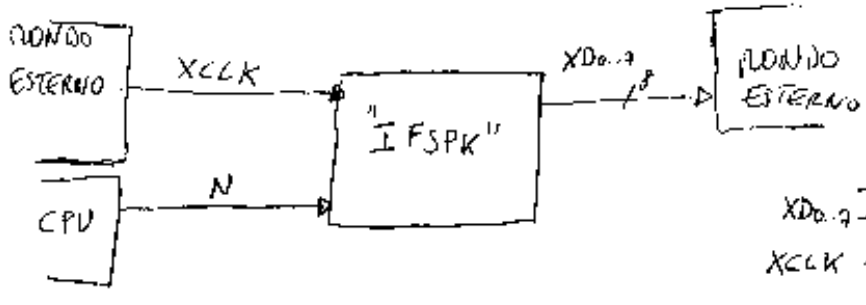 MONDO
ESTERNO
XCLK
"IFSPK"
XD0..7
8
MONDO
ESTERNO
CPU
N
XD0..7
XCLK